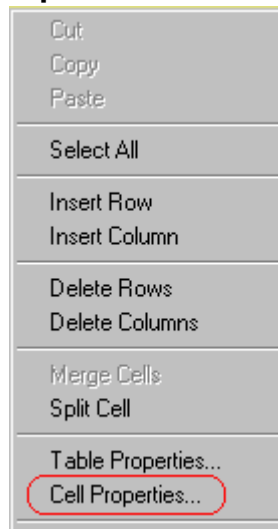 Cut
Copy
Paste
Select All
Insert Row
Insert Column
Delete Rows
Delete Columns
Merge Cells
Split Cell
Table Properties...
Cell Properties...